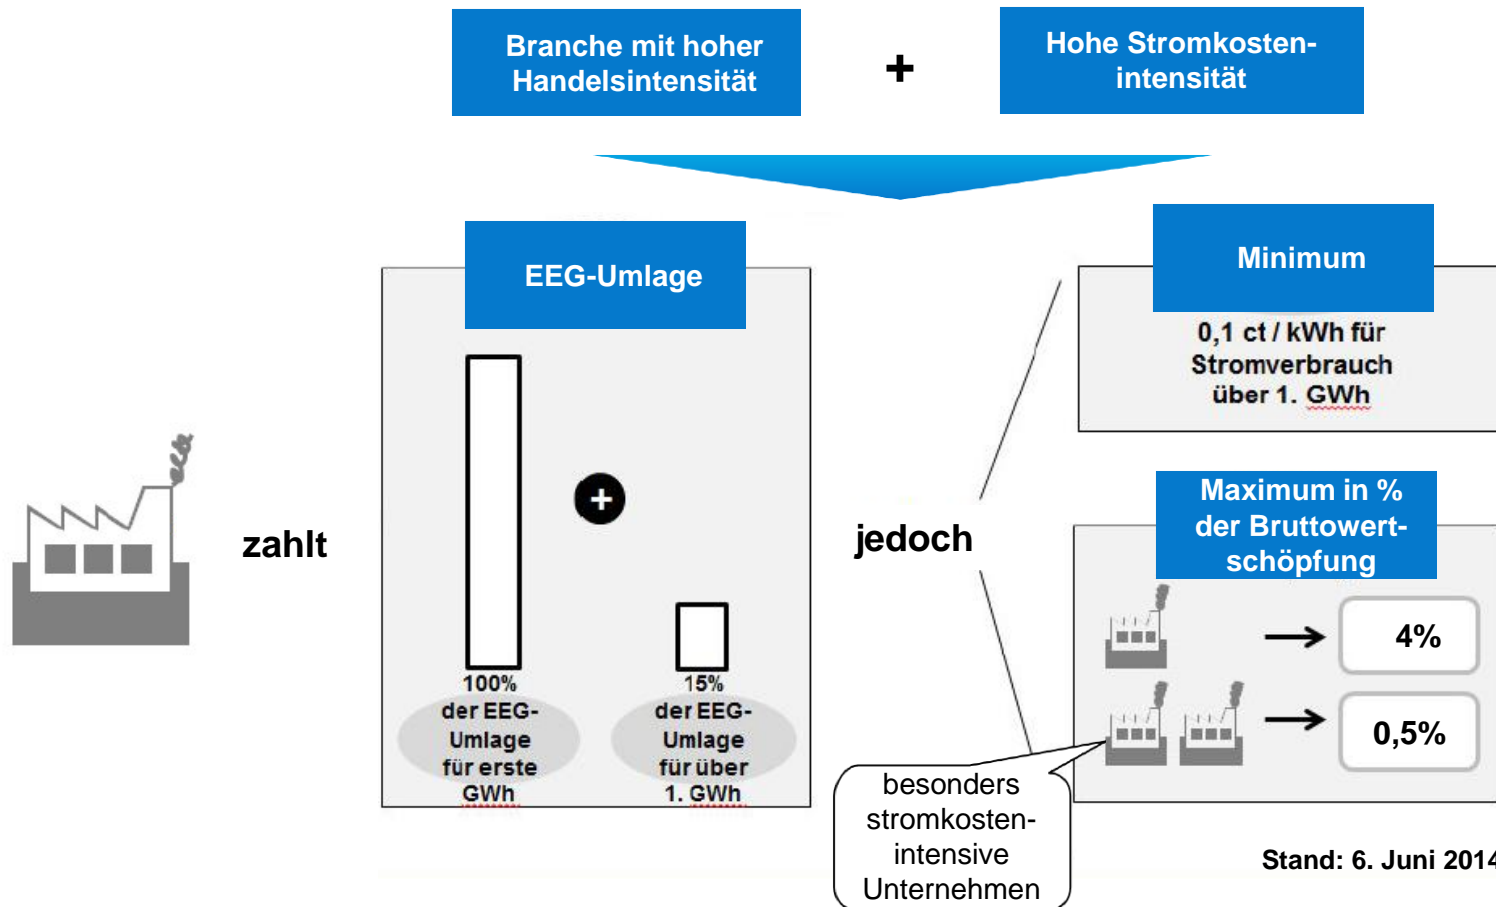 Branche mit hoher
Handelsintensität
+
Hohe Stromkosten-
intensität
EEG-Umlage
Minimum
0,1 ct / kWh für
Stromverbrauch
über 1. GWh
zahlt
+
jedoch
Maximum in %
der Bruttowert-
schöpfung
4%
0,5%
100%
der EEG-
Umlage
für erste
GWh
15%
der EEG-
Umlage
für über
1. GWh
besonders
stromkosten-
intensive
Unternehmen
Stand: 6. Juni 2014